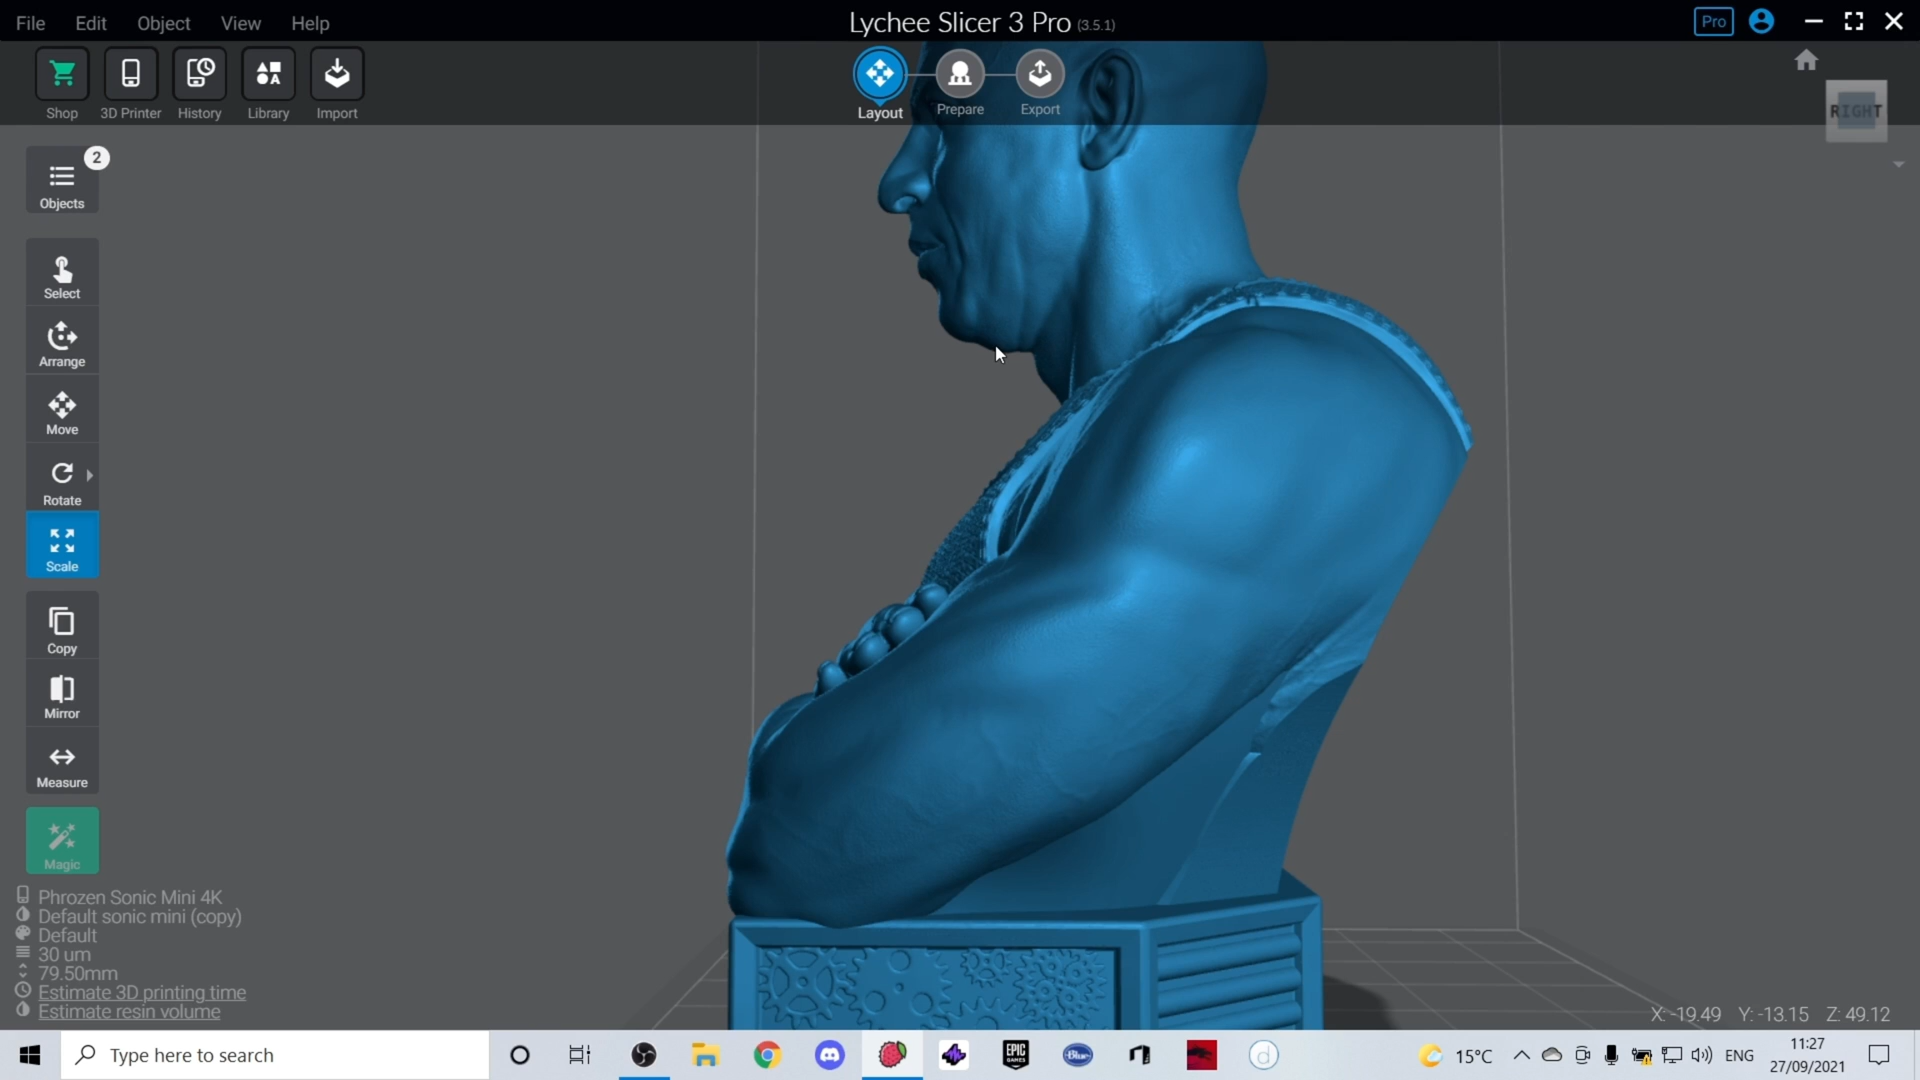 File Edit Object View Help
Lychee Slicer 3 Pro (3.5.1)
Pro
Shop 3D Printer History Library Import
Layout Prepare Export
RIGHT
2
Objects
Select
Arrange
Move
Rotate
Scale
Copy
Mirror
Measure
Magic
Phrozen Sonic Mini 4K
Default sonic mini (copy)
Default
30 um
79.50mm
Estimate 3D printing time
Estimate resin volume
X: -19.49 Y: -13.15 Z: 49.12
Type here to search
EPIC
GAMES
Blue
d
15°C
ENG
11:27
27/09/2021